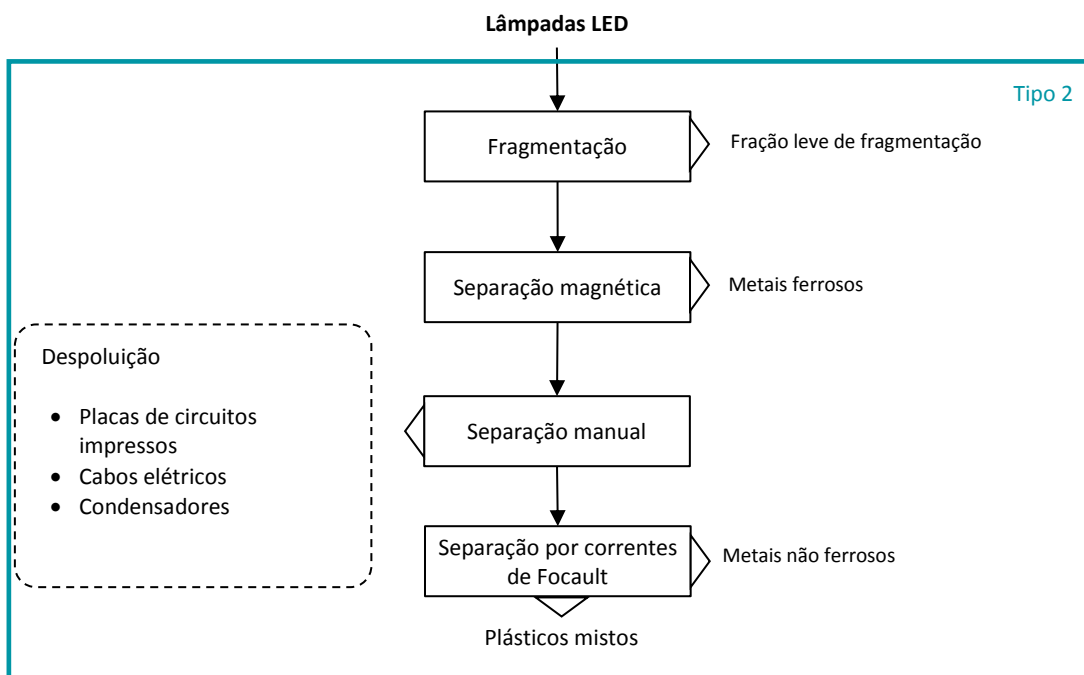 Lâmpadas LED
Tipo 2
Fragmentação
Fração leve de fragmentação
Separação magnética
Metais ferrosos
Despoluição
• Placas de circuitos
impressos
• Cabos elétricos
• Condensadores
Separação manual
Separação por correntes
de Focault
Metais não ferrosos
Plásticos mistos